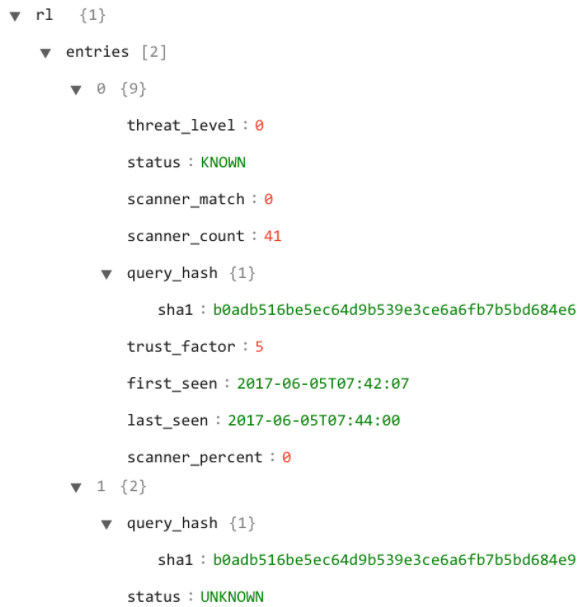 ▼ rl {1}
▼ entries [2]
▼ 0 {9}
threat_level : 0
status : KNOWN
scanner_match : 0
scanner_count : 41
▼ query_hash {1}
sha1 : b0adb516be5ec64d9b539e3ce6a6fb7b5bd684e6
trust_factor : 5
first_seen : 2017-06-05T07:42:07
last_seen : 2017-06-05T07:44:00
scanner_percent : 0
▼ 1 {2}
▼ query_hash {1}
sha1 : b0adb516be5ec64d9b539e3ce6a6fb7b5bd684e9
status : UNKNOWN